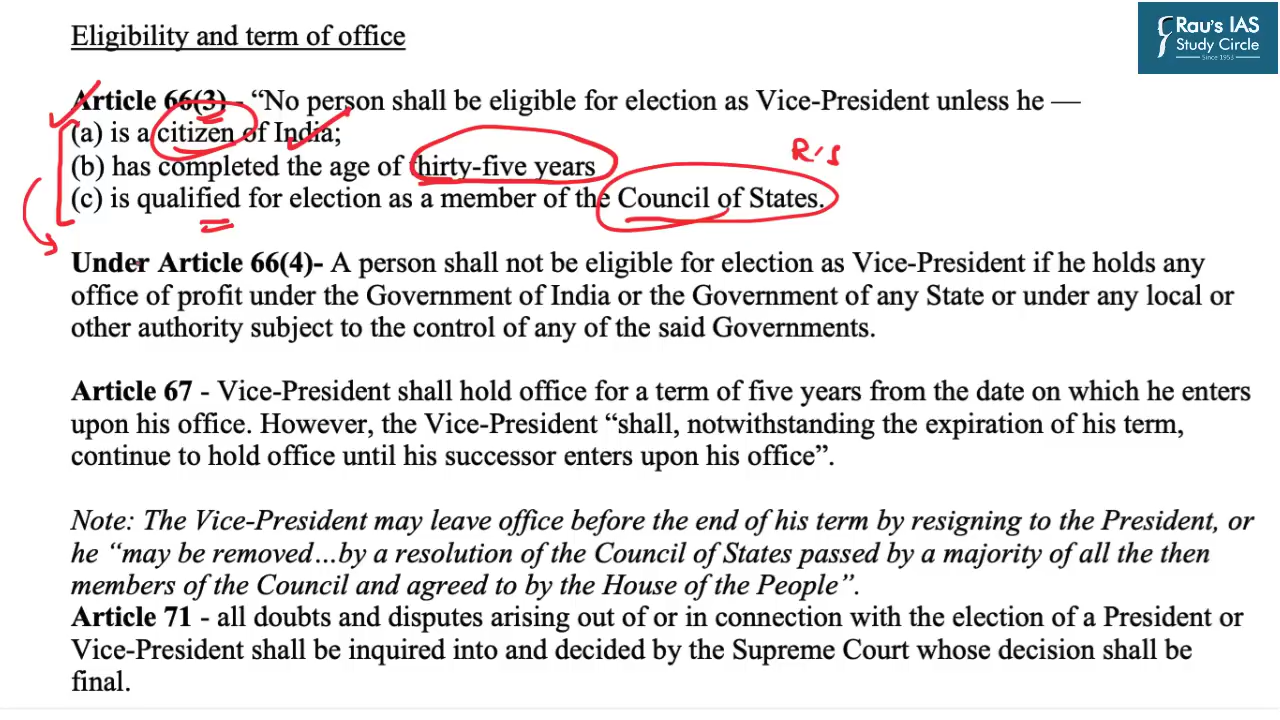 Eligibility and term of office
Rau's IAS
Study Circle
Since 1953
Article 66(3) - “No person shall be eligible for election as Vice-President unless he —
(a) is a citizen of India;
R.S
(b) has completed the age of thirty-five years
(c) is qualified for election as a member of the Council of States.
Under Article 66(4)- A person shall not be eligible for election as Vice-President if he holds any
office of profit under the Government of India or the Government of any State or under any local or
other authority subject to the control of any of the said Governments.
Article 67 - Vice-President shall hold office for a term of five years from the date on which he enters
upon his office. However, the Vice-President “shall, notwithstanding the expiration of his term,
continue to hold office until his successor enters upon his office”.
Note: The Vice-President may leave office before the end of his term by resigning to the President, or
he “may be removed…by a resolution of the Council of States passed by a majority of all the then
members of the Council and agreed to by the House of the People”.
Article 71 - all doubts and disputes arising out of or in connection with the election of a President or
Vice-President shall be inquired into and decided by the Supreme Court whose decision shall be
final.